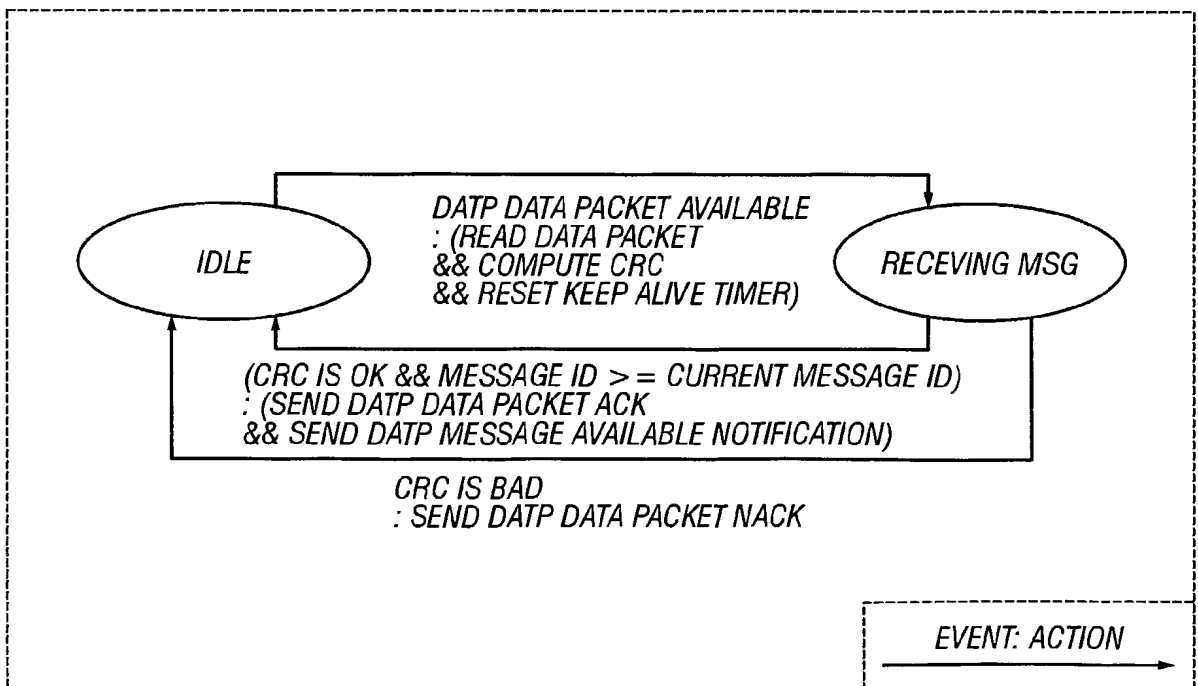 IDLE
DATP DATA PACKET AVAILABLE
: (READ DATA PACKET
&& COMPUTE CRC
&& RESET KEEP ALIVE TIMER)
RECEVING MSG
(CRC IS OK && MESSAGE ID > = CURRENT MESSAGE ID)
: (SEND DATP DATA PACKET ACK
&& SEND DATP MESSAGE AVAILABLE NOTIFICATION)
CRC IS BAD
: SEND DATP DATA PACKET NACK
EVENT: ACTION